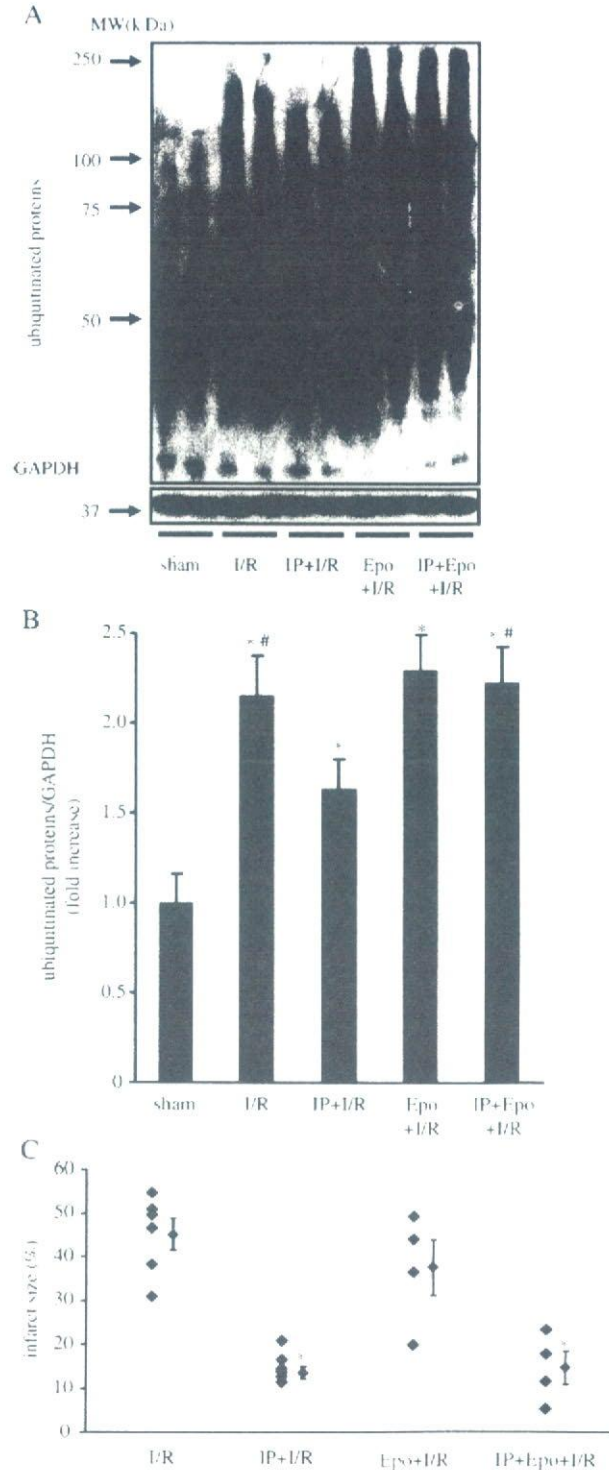 A
MW(kDa)
250
100
75
50
ubiquitinated proteins
GAPDH
37
sham I/R IP+I/R Epo +I/R IP+Epo +I/R
B
* # * * * #
2.5
2.0
1.5
1.0
0.5
0
ubiquitinated proteins/GAPDH
(fold increase)
sham I/R IP+I/R Epo +I/R IP+Epo +I/R
C
60
50
40
30
20
10
0
infarct size (%)
* *
I/R IP+I/R Epo+I/R IP+Epo+I/R